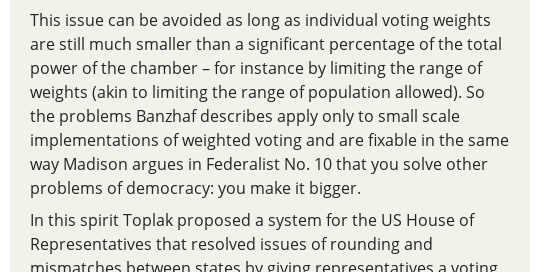 This issue can be avoided as long as individual voting weights
are still much smaller than a significant percentage of the total
power of the chamber – for instance by limiting the range of
weights (akin to limiting the range of population allowed). So
the problems Banzhaf describes apply only to small scale
implementations of weighted voting and are fixable in the same
way Madison argues in Federalist No. 10 that you solve other
problems of democracy: you make it bigger.
In this spirit Toplak proposed a system for the US House of
Representatives that resolved issues of rounding and
mismatches between states by giving representatives a voting